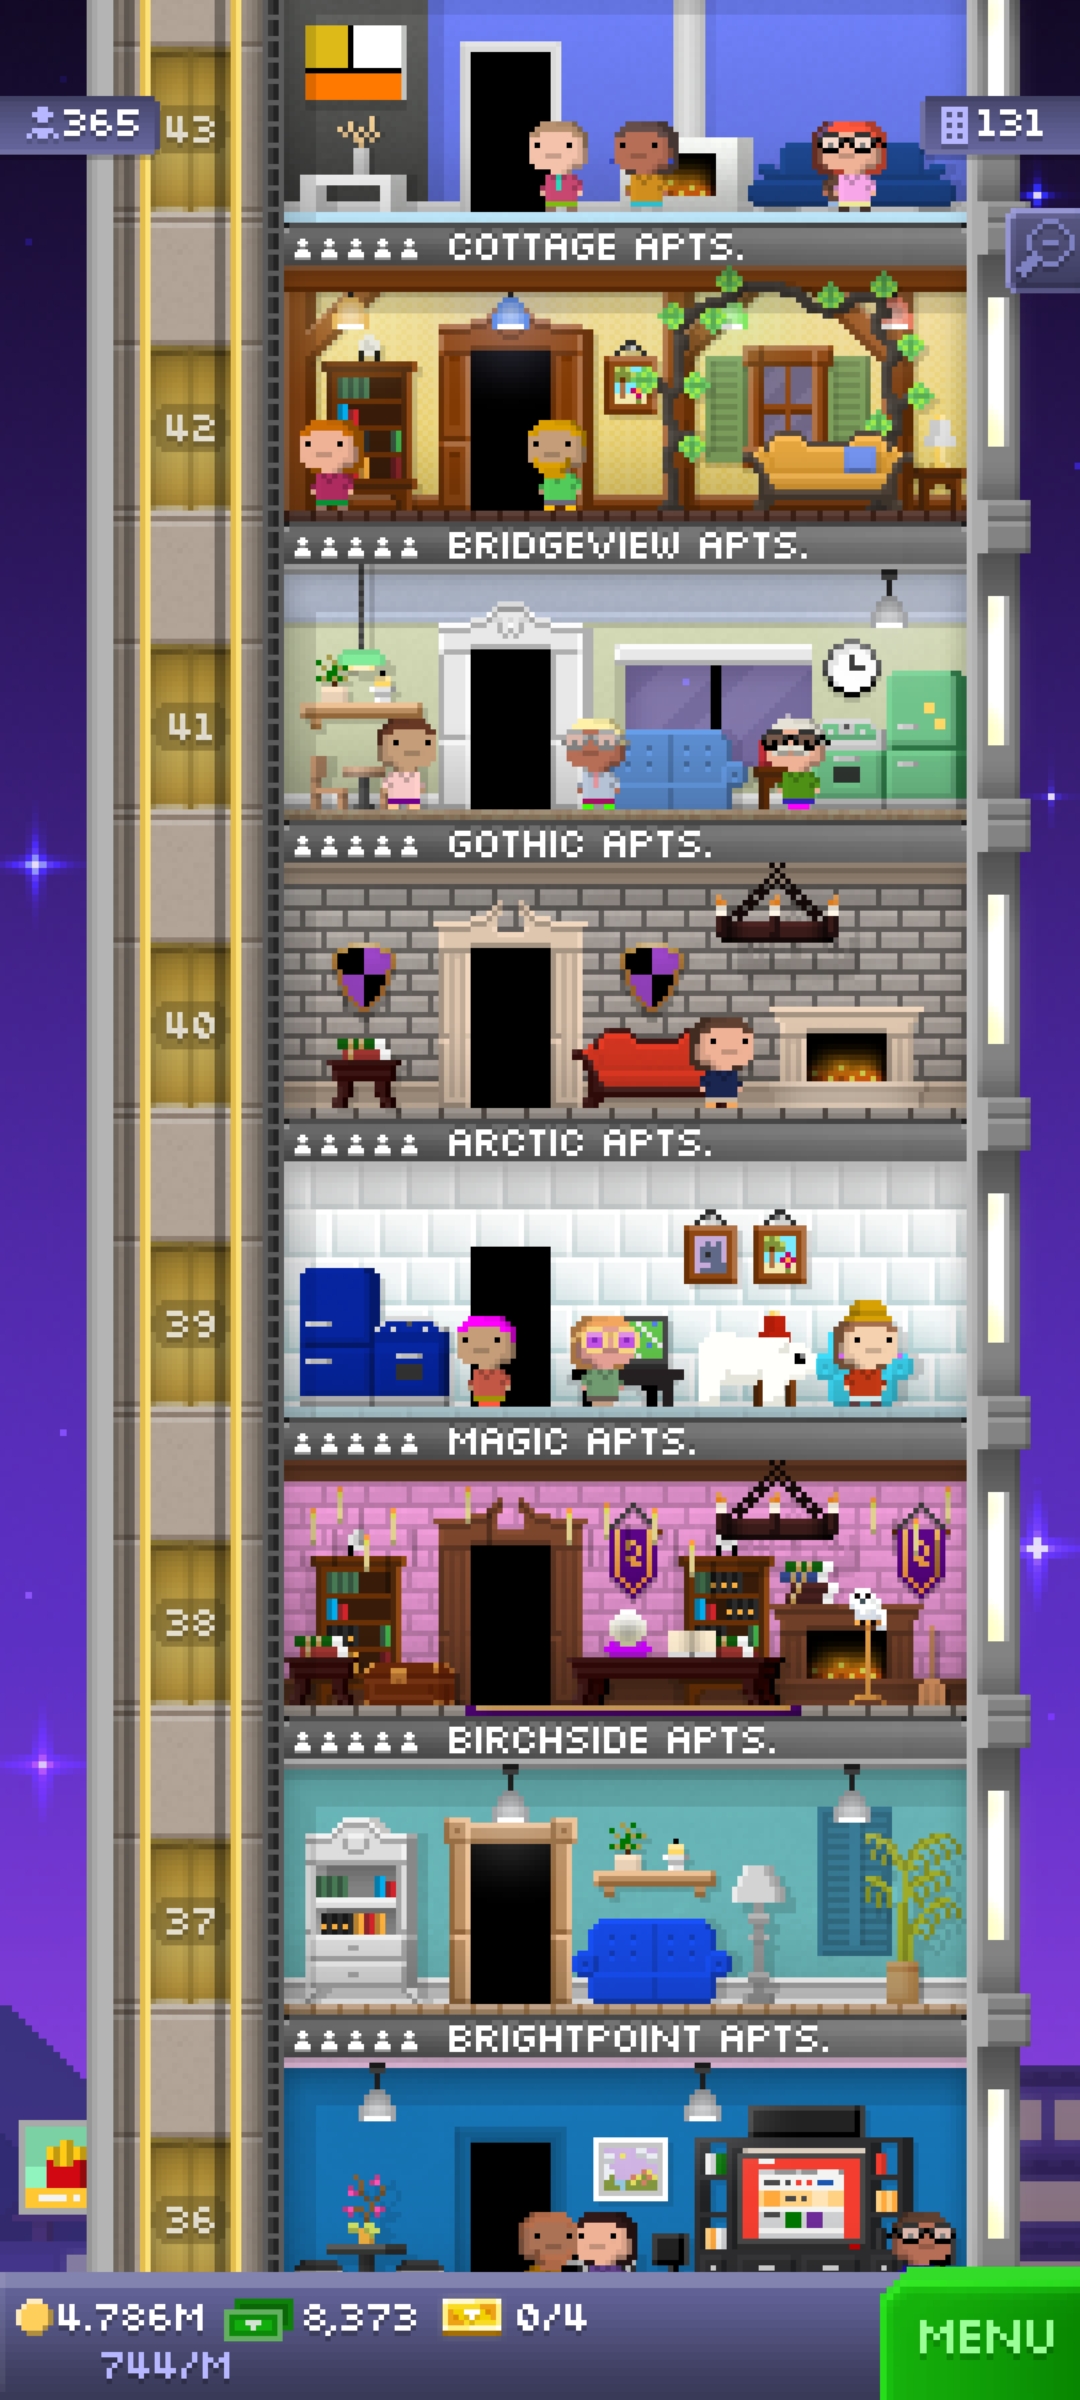 43
365
131
COTTAGE APTS.
42
BRIDGEVIEW APTS.
41
GOTHIC APTS.
40
ARCTIC APTS.
39
MAGIC APTS.
38
BIRCHSIDE APTS.
37
BRIGHTPOINT APTS.
36
4.786M 8,373 0/4
744/M
MENU